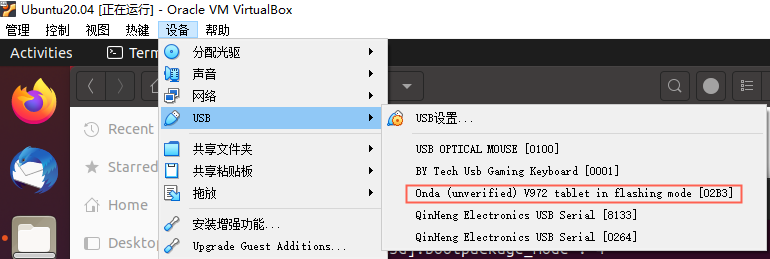 Ubuntu20.04 [正在运行] - Oracle VM VirtualBox
管理 控制 视图 热键 设备 帮助
Activities
分配光驱
声音
网络
USB
共享文件夹
共享粘贴板
拖放
安装增强功能...
Upgrade Guest Additions...
USB设置...
USB OPTICAL MOUSE [0100]
BY Tech Usb Gaming Keyboard [0001]
Onda (unverified) V972 tablet in flashing mode [02B3]
QinHeng Electronics USB Serial [8133]
QinHeng Electronics USB Serial [0264]
Term
Recent
Starred
Home
Desktop